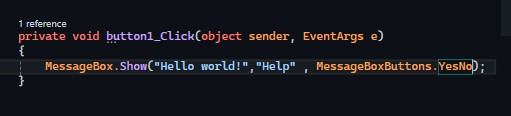 1 reference
private void button1_Click(object sender, EventArgs e)
{
MessageBox.Show("Hello world!","Help" , MessageBoxButtons.YesNo);
}